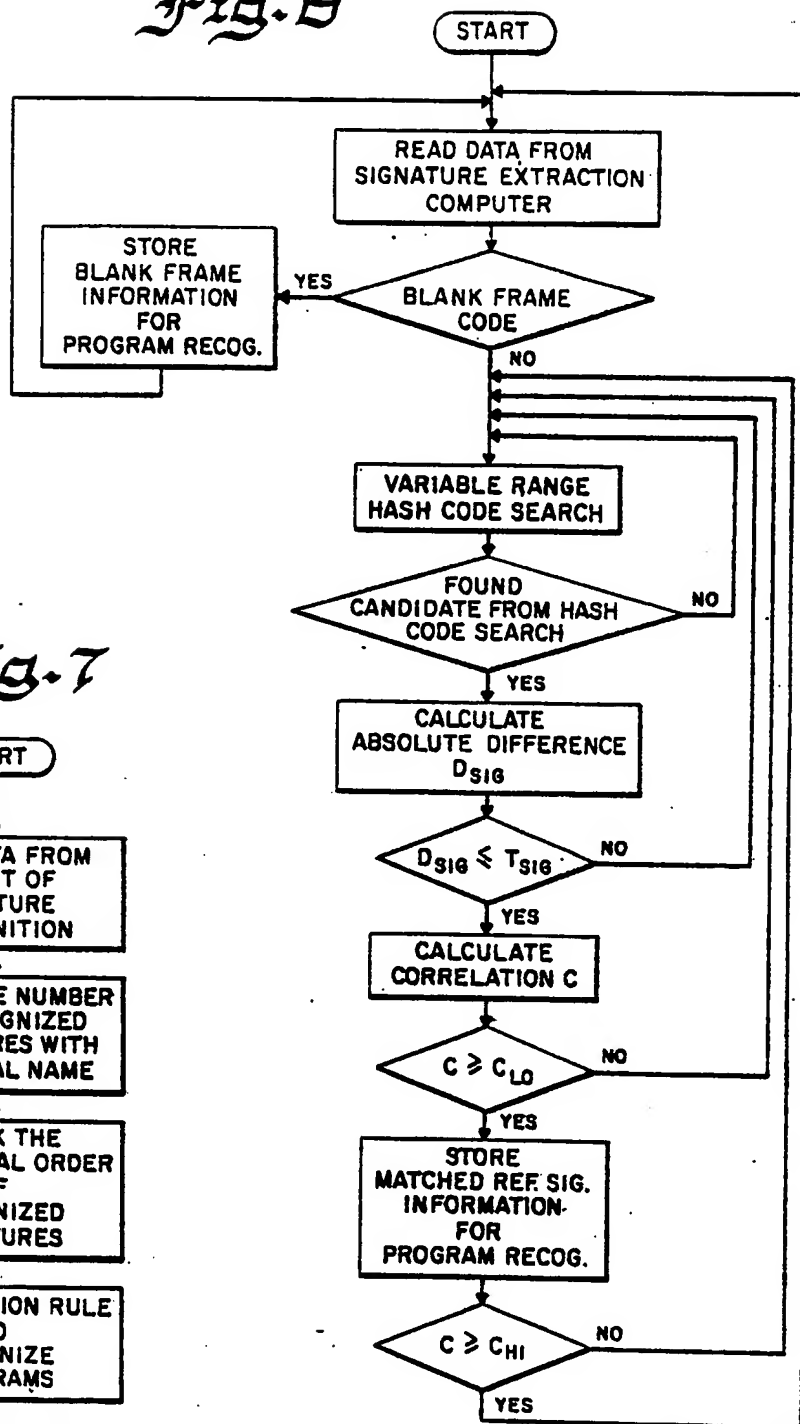 START
READ DATA FROM
SIGNATURE EXTRACTION
COMPUTER
STORE
BLANK FRAME
INFORMATION
FOR
PROGRAM RECOG.
YES
BLANK FRAME
CODE
NO
VARIABLE RANGE
HASH CODE SEARCH
FOUND
CANDIDATE FROM HASH
CODE SEARCH
NO
YES
CALCULATE
ABSOLUTE DIFFERENCE
DSIG
DSIG ≤ TSIG
NO
YES
CALCULATE
CORRELATION C
C ≥ CLO
NO
YES
STORE
MATCHED REF. SIG.
INFORMATION
FOR
PROGRAM RECOG.
C ≥ CHI
NO
YES
g.7
RT
A FROM
T OF
TURE
NITION
E NUMBER
GNIZED
RES WITH
AL NAME
K THE
AL ORDER
F
NIZED
TURES
ION RULE
O
NIZE
RAMS